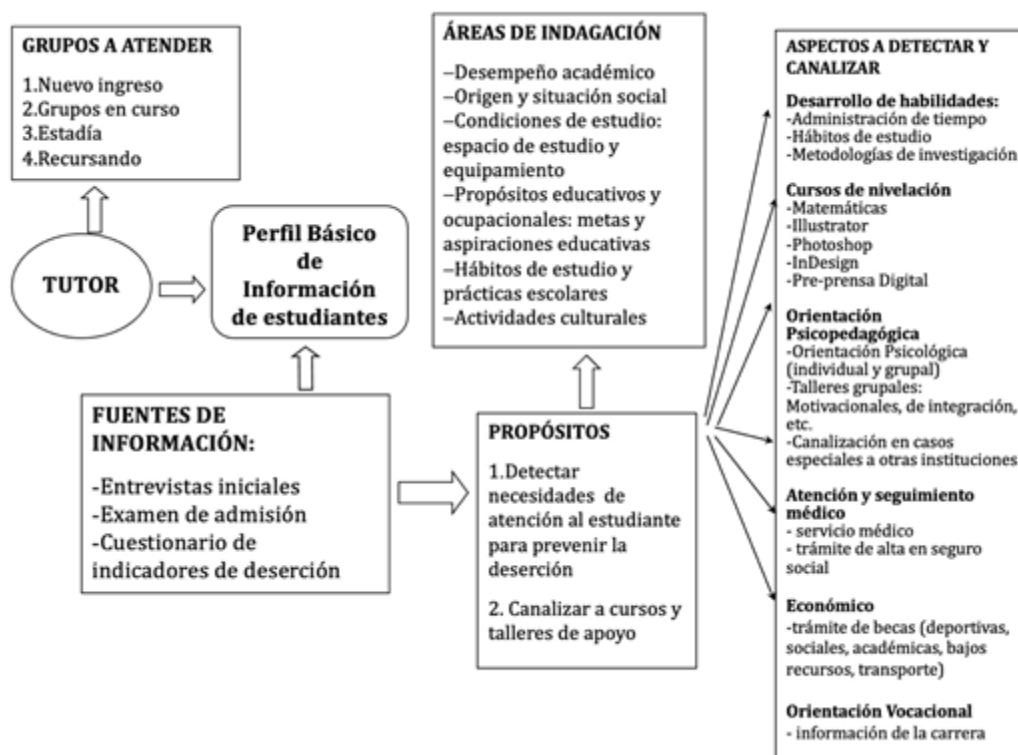 GRUPOS A ATENDER
1.Nuevo ingreso
2.Grupos en curso
3.Estadía
4.Recursando
TUTOR
Perfil Básico
de
Información
de estudiantes
FUENTES DE
INFORMACIÓN:
-Entrevistas iniciales
-Examen de admisión
-Cuestionario de
indicadores de deserción
ÁREAS DE INDAGACIÓN
–Desempeño académico
–Origen y situación social
–Condiciones de estudio:
espacio de estudio y
equipamiento
–Propósitos educativos y
ocupacionales: metas y
aspiraciones educativas
–Hábitos de estudio y
prácticas escolares
–Actividades culturales
PROPÓSITOS
1.Detectar
necesidades de
atención al estudiante
para prevenir la
deserción
2. Canalizar a cursos y
talleres de apoyo
ASPECTOS A DETECTAR Y
CANALIZAR
Desarrollo de habilidades:
-Administración de tiempo
-Hábitos de estudio
-Metodologías de investigación
Cursos de nivelación
-Matemáticas
-Illustrator
-Photoshop
-InDesign
-Pre-prensa Digital
Orientación
Psicopedagógica
-Orientación Psicológica
(individual y grupal)
-Talleres grupales:
Motivacionales, de integración,
etc.
-Canalización en casos
especiales a otras instituciones
Atención y seguimiento
médico
- servicio médico
- trámite de alta en seguro
social
Económico
-trámite de becas (deportivas,
sociales, académicas, bajos
recursos, transporte)
Orientación Vocacional
- información de la carrera